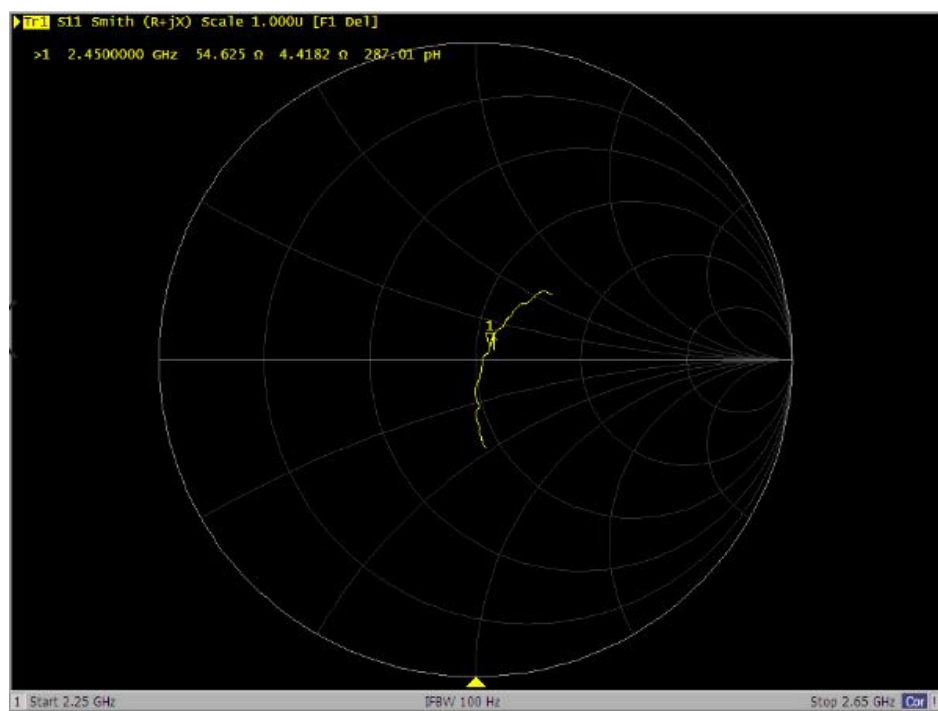 Tr1 S11 Smith (R+jX) Scale 1.000U [F1 Del]
>1 2.4500000 GHz 54.625 Ω 4.4182 Ω 287.01 pH
1
1 Start 2.25 GHz IFBW 100 Hz Stop 2.65 GHz Cor !